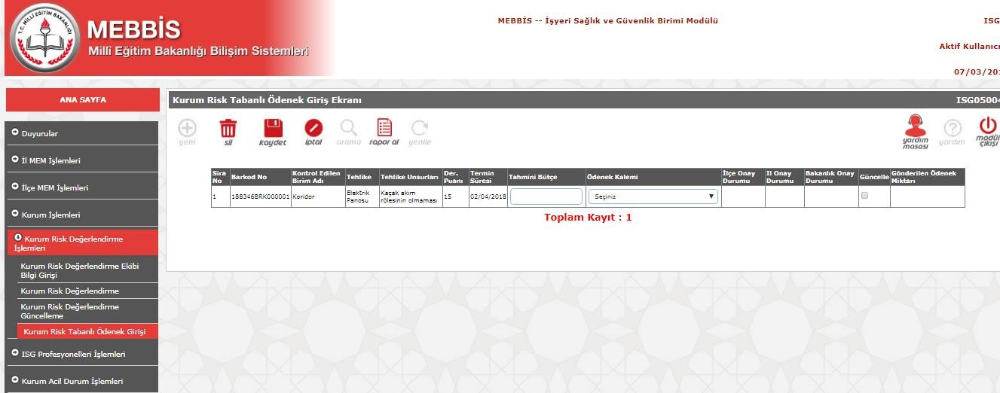 T.C. MİLLÎ EĞİTİM BAKANLIĞI
MEBBİS
Millî Eğitim Bakanlığı Bilişim Sistemleri
MEBBİS -- İşyeri Sağlık ve Güvenlik Birimi Modülü
ISG
Aktif Kullanıcı
07/03/20
ANA SAYFA
Duyurular
İl MEM İşlemleri
İlçe MEM İşlemleri
Kurum İşlemleri
Kurum Risk Değerlendirme
İşlemleri
Kurum Risk Değerlendirme Ekibi
Bilgi Girişi
Kurum Risk Değerlendirme
Kurum Risk Değerlendirme
Güncelleme
Kurum Risk Tabanlı Ödenek Girişi
ISG Profesyonelleri İşlemleri
Kurum Acil Durum İşlemleri
Kurum Risk Tabanlı Ödenek Giriş Ekranı
ISG05004
yeni sil kaydet iptal arama rapor al yenile
yardım masası yardım modül çıkışı
Sıra No Barkod No Kontrol Edilen Birim Adı Tehlike Tehlike Unsurları Der. Puanı Termin Süresi Tahmini Bütçe Ödenek Kalemi İlçe Onay Durumu Il Onay Durumu Bakanlık Onay Durumu Güncelle Gönderilen Ödenek Miktarı
1 188346BRK000001 Koridor Elektrik Panosu Kaçak akım rölesinin olmaması 15 02/04/2018 Seçiniz
Toplam Kayıt : 1